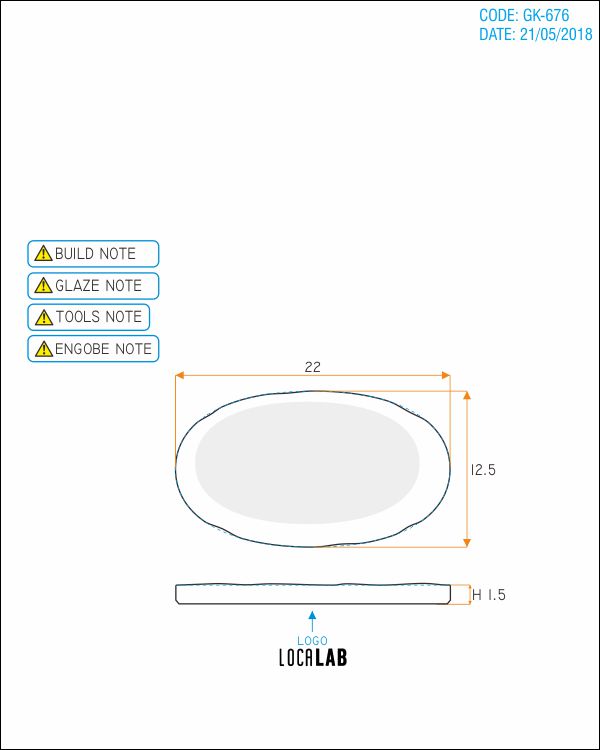 CODE: GK-676
DATE: 21/05/2018
BUILD NOTE
GLAZE NOTE
TOOLS NOTE
ENGOBE NOTE
22
12.5
H 1.5
LOGO
LOCALAB